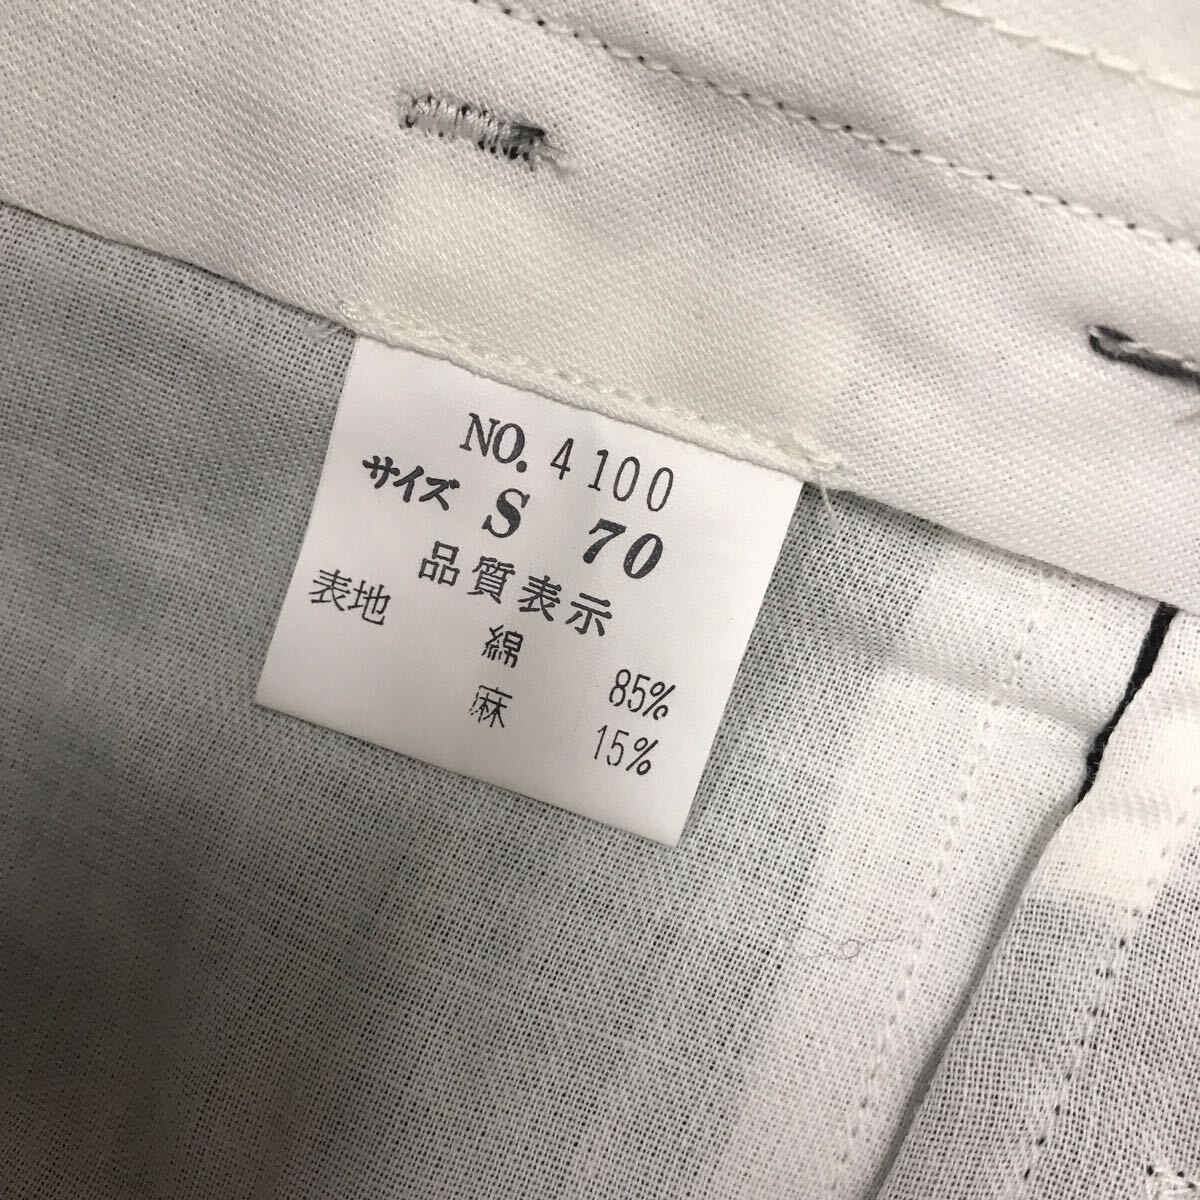 NO. 4100
サイズ S 70
品質表示
表地 綿 85%
麻 15%